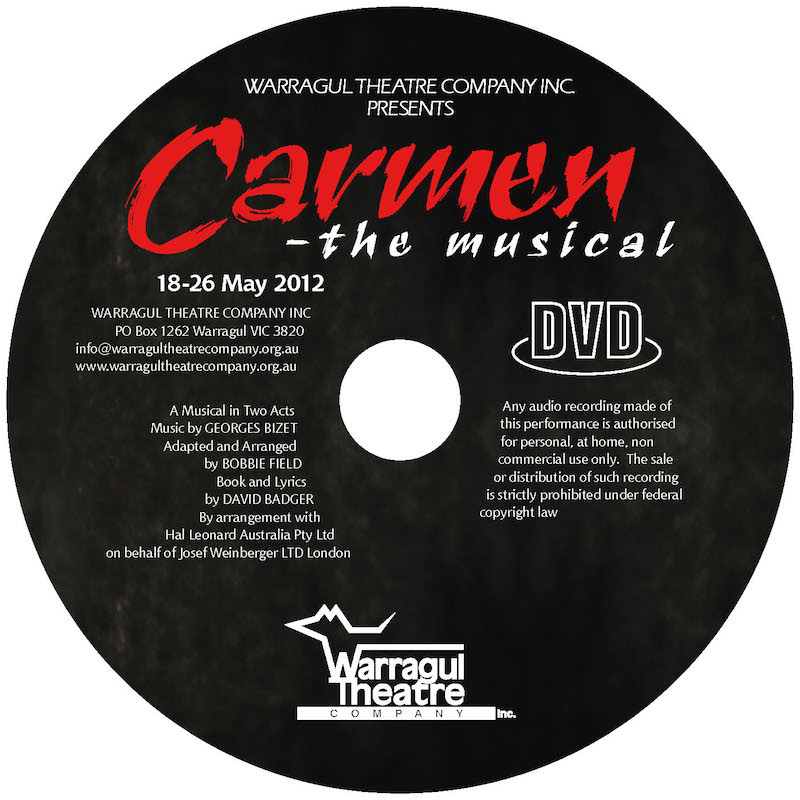 WARRAGUL THEATRE COMPANY INC.
PRESENTS
Carmen
-the musical
18-26 May 2012
WARRAGUL THEATRE COMPANY INC
PO Box 1262 Warragul VIC 3820
info@warragultheatrecompany.org.au
www.warragultheatrecompany.org.au
A Musical in Two Acts
Music by GEORGES BIZET
Adapted and Arranged
by BOBBIE FIELD
Book and Lyrics
by DAVID BADGER
By arrangement with
Hal Leonard Australia Pty Ltd
on behalf of Josef Weinberger LTD London
DVD
Any audio recording made of
this performance is authorised
for personal, at home, non
commercial use only. The sale
or distribution of such recording
is strictly prohibited under federal
copyright law
Warragul
Theatre
COMPANY Inc.